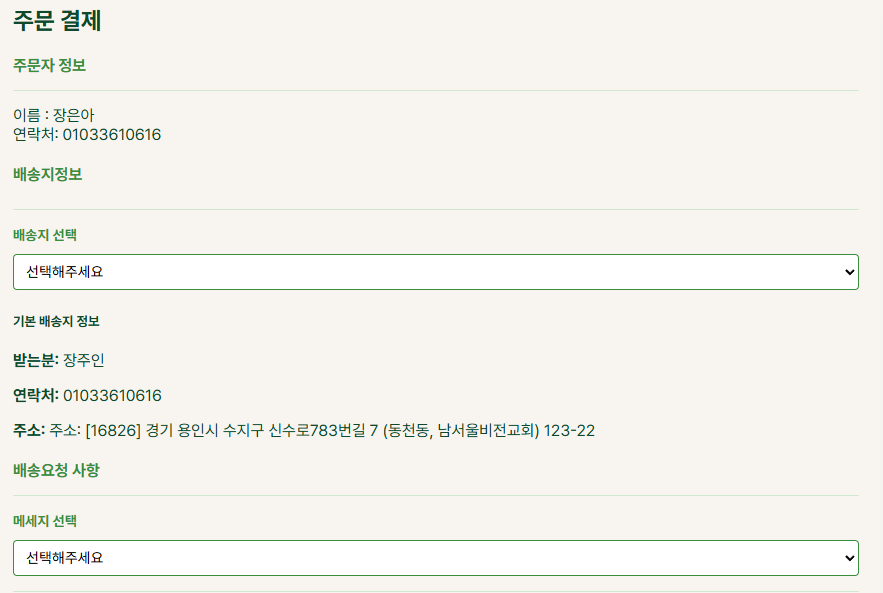 주문 결제
주문자 정보
이름 : 장은아
연락처: 01033610616
배송지정보
배송지 선택
선택해주세요
기본 배송지 정보
받는분: 장주인
연락처: 01033610616
주소: 주소: [16826] 경기 용인시 수지구 신수로783번길 7 (동천동, 남서울비전교회) 123-22
배송요청 사항
메세지 선택
선택해주세요